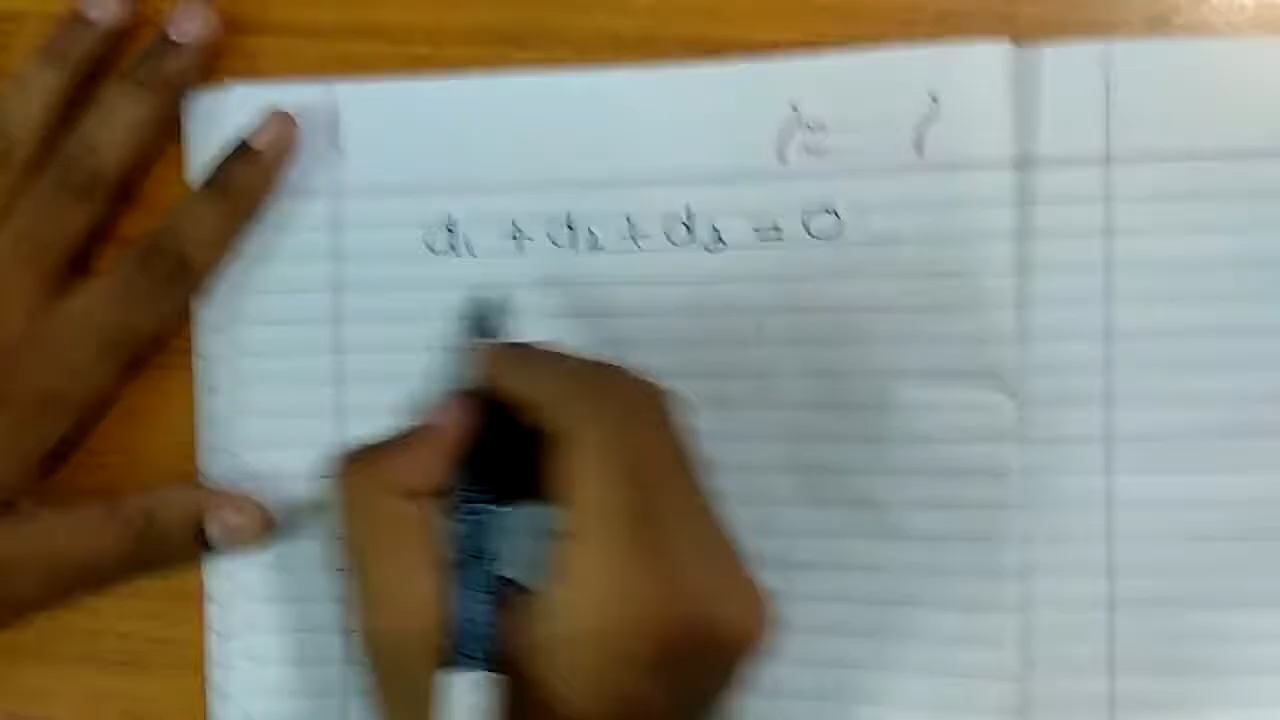 d₁ + d₂ + d₃ = 0